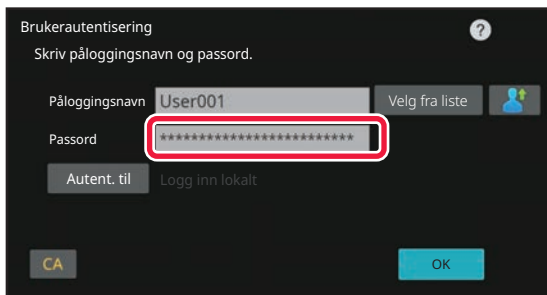 Brukerautentisering
?
Skriv påloggingsnavn og passord.
Påloggingsnavn User001 Velg fra liste
Passord *************************
Autent. til Logg inn lokalt
CA OK